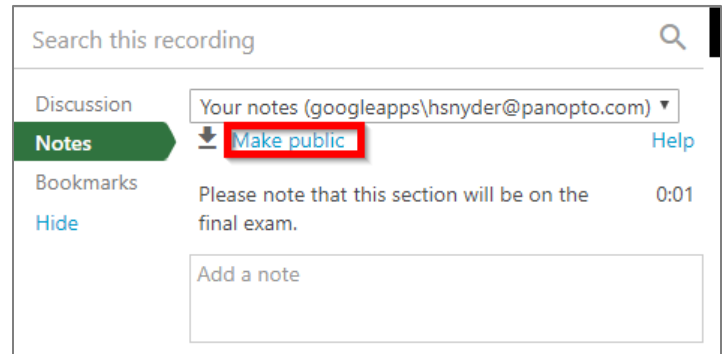 Search this recording
Discussion
Your notes (googleapps\hsnyder@panopto.com)
Notes
Make public
Help
Bookmarks
Please note that this section will be on the
0:01
Hide
final exam.
Add a note